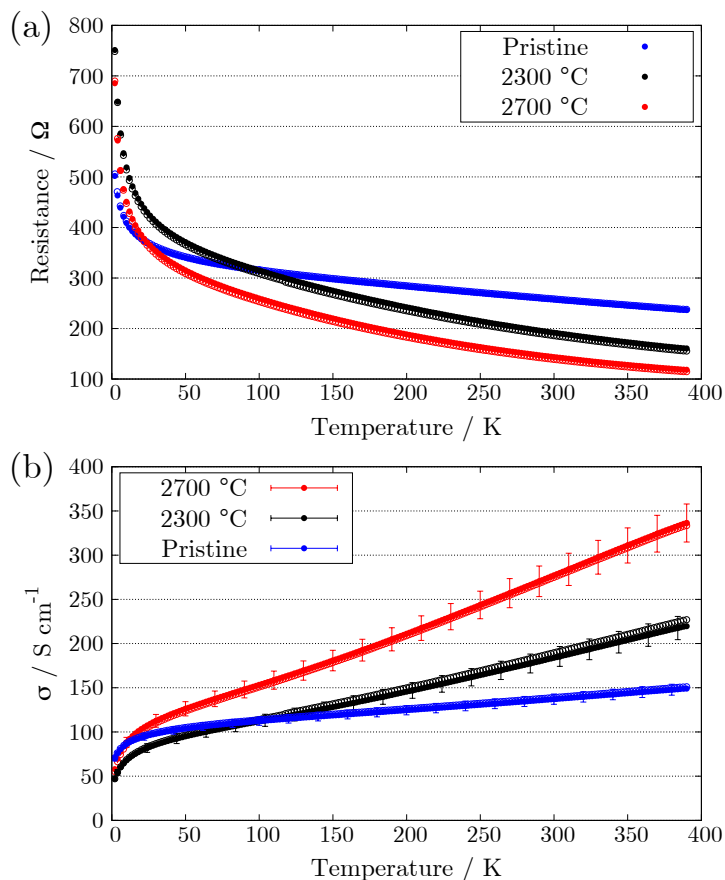 (a)
800
700
600
500
400
300
200
100
Resistance / Ω
Pristine
2300 °C
2700 °C
0 50 100 150 200 250 300 350 400
Temperature / K
(b)
400
350
300
250
200
150
100
50
0
σ / S cm-1
2700 °C
2300 °C
Pristine
0 50 100 150 200 250 300 350 400
Temperature / K